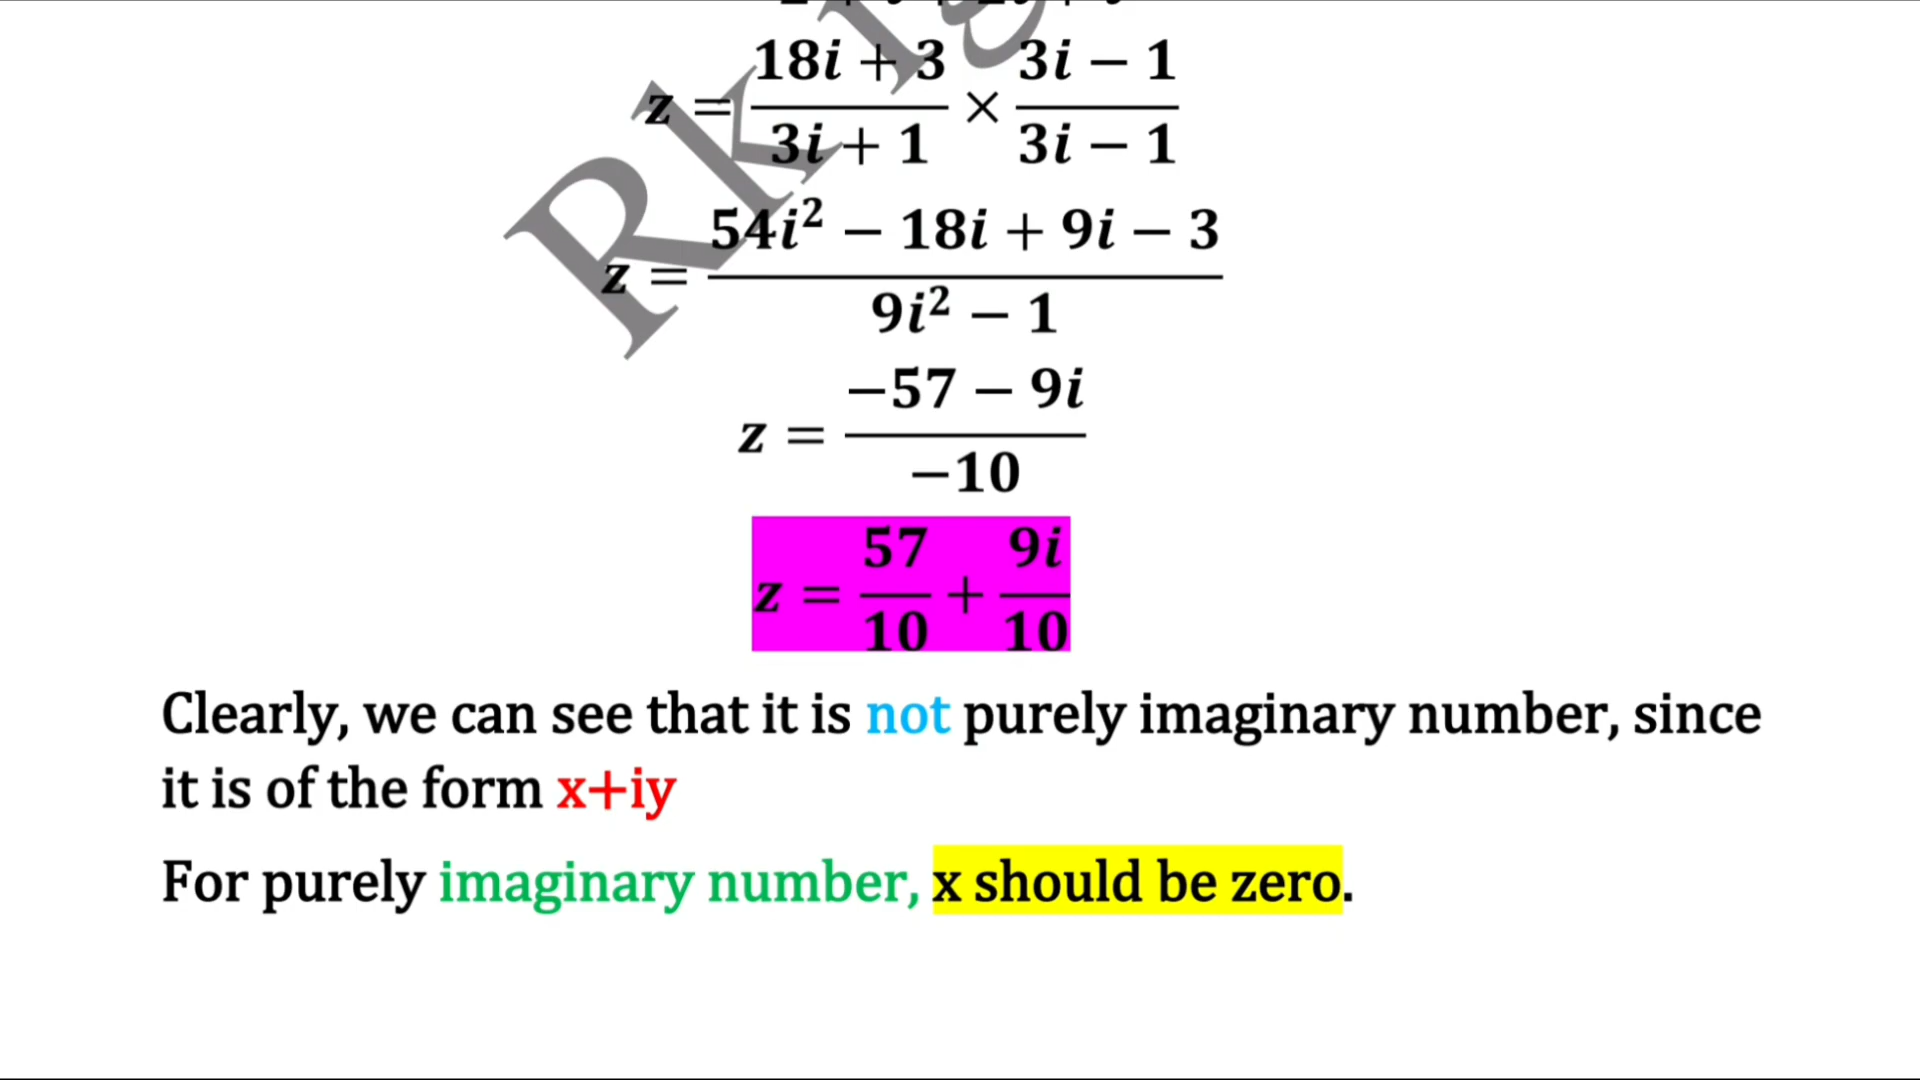 z = (18i + 3)/(3i + 1) × (3i − 1)/(3i − 1)
z = (54i² − 18i + 9i − 3)/(9i² − 1)
z = (−57 − 9i)/(−10)
z = 57/10 + 9i/10
Clearly, we can see that it is not purely imaginary number, since
it is of the form x+iy
For purely imaginary number, x should be zero.